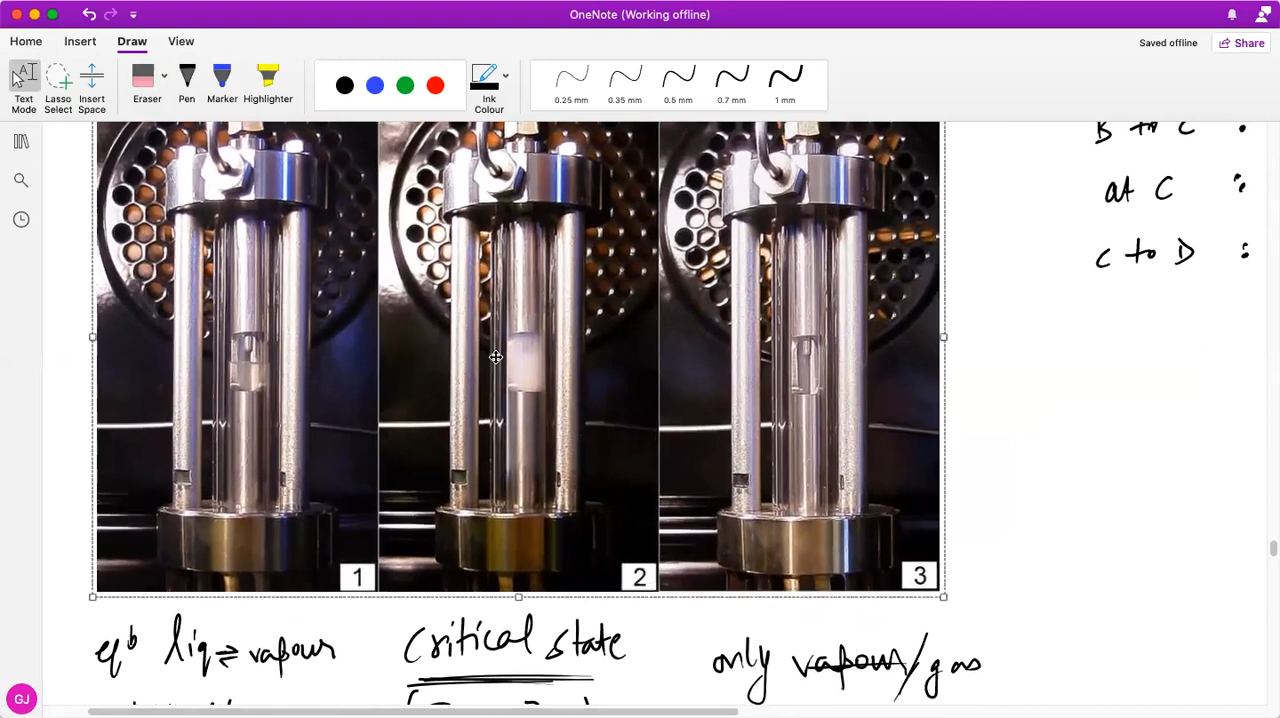 OneNote (Working offline)
Home Insert Draw View
Saved offline
Share
Text Mode
Lasso Select
Insert Space
Eraser
Pen
Marker
Highlighter
Ink Colour
0.25 mm
0.35 mm
0.5 mm
0.7 mm
1 mm
B to C :
at C :
C to D :
1
2
3
eqb liq ⇌ vapour
critical state
only vapour/gas
GJ